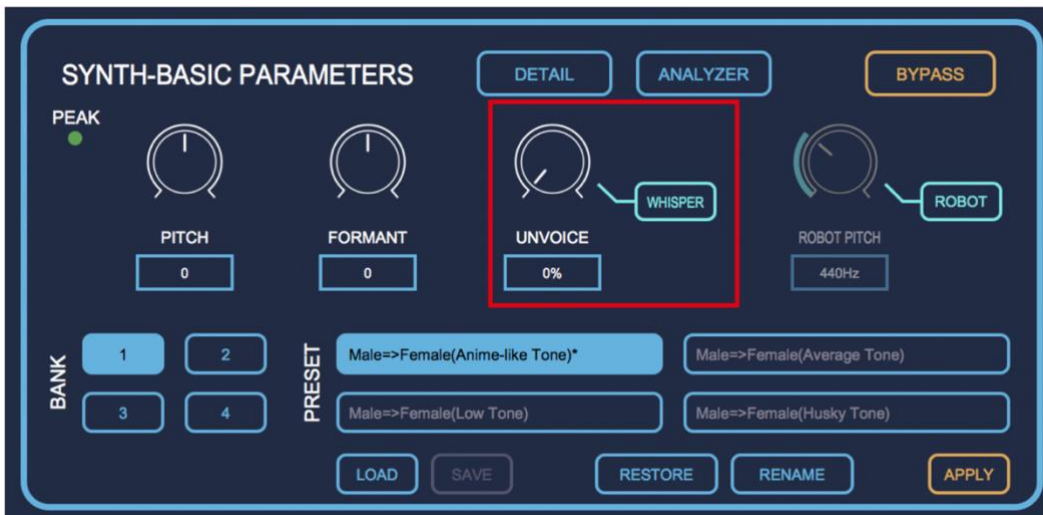 SYNTH-BASIC PARAMETERS
DETAIL
ANALYZER
BYPASS
PEAK
WHISPER
ROBOT
PITCH
FORMANT
UNVOICE
ROBOT PITCH
0
0
0%
440Hz
BANK
1
2
3
4
PRESET
Male=>Female(Anime-like Tone)*
Male=>Female(Average Tone)
Male=>Female(Low Tone)
Male=>Female(Husky Tone)
LOAD
SAVE
RESTORE
RENAME
APPLY